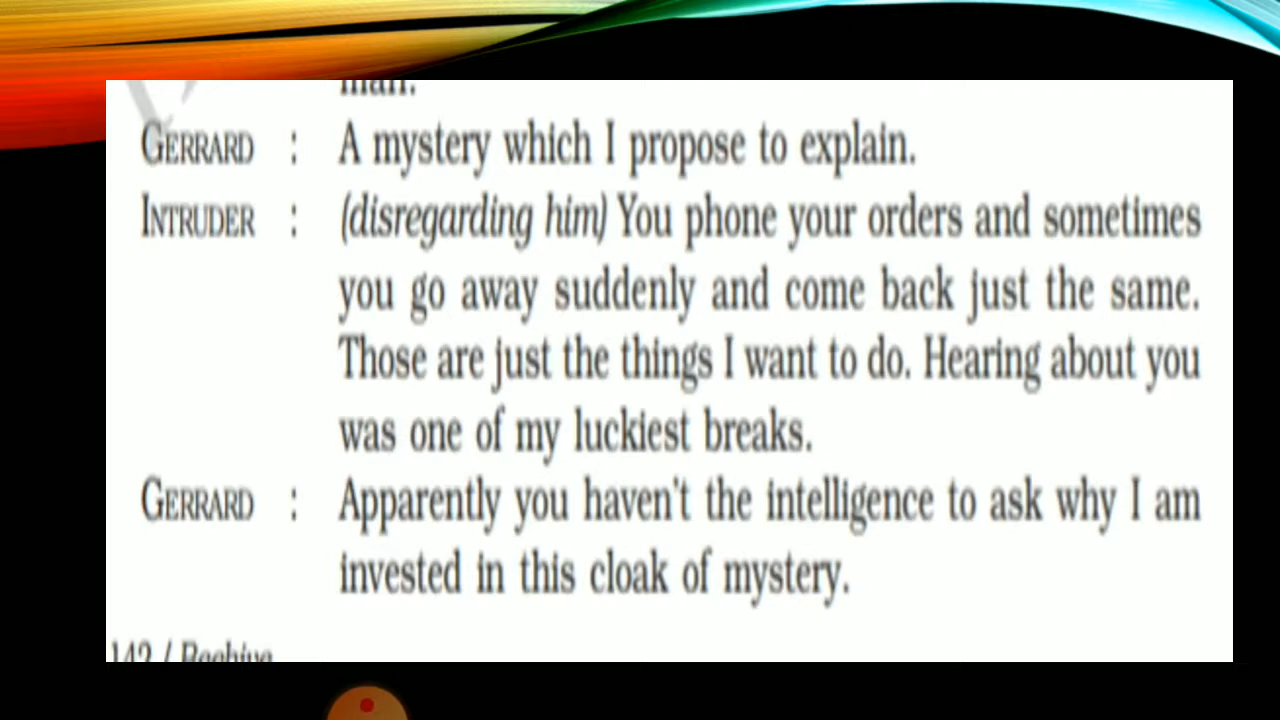 man.
GERRARD : A mystery which I propose to explain.
INTRUDER : (disregarding him) You phone your orders and sometimes
you go away suddenly and come back just the same.
Those are just the things I want to do. Hearing about you
was one of my luckiest breaks.
GERRARD : Apparently you haven't the intelligence to ask why I am
invested in this cloak of mystery.
142 / Beehive